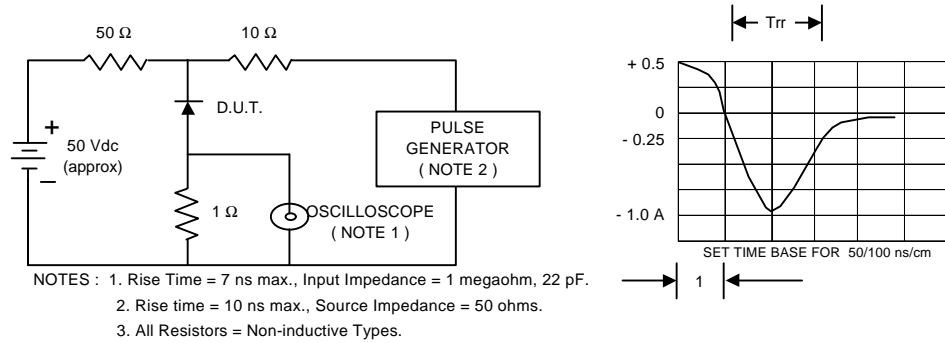 50 Ω
10 Ω
D.U.T.
+
50 Vdc
(approx)
−
1 Ω
OSCILLOSCOPE
( NOTE 1 )
PULSE
GENERATOR
( NOTE 2 )
Trr
+ 0.5
0
- 0.25
- 1.0 A
SET TIME BASE FOR 50/100 ns/cm
1
NOTES : 1. Rise Time = 7 ns max., Input Impedance = 1 megaohm, 22 pF.
2. Rise time = 10 ns max., Source Impedance = 50 ohms.
3. All Resistors = Non-inductive Types.